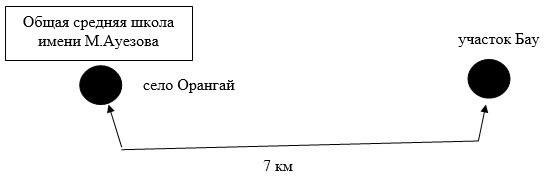 Общая средняя школа
имени М.Ауезова
участок Бау
село Орангай
7 км